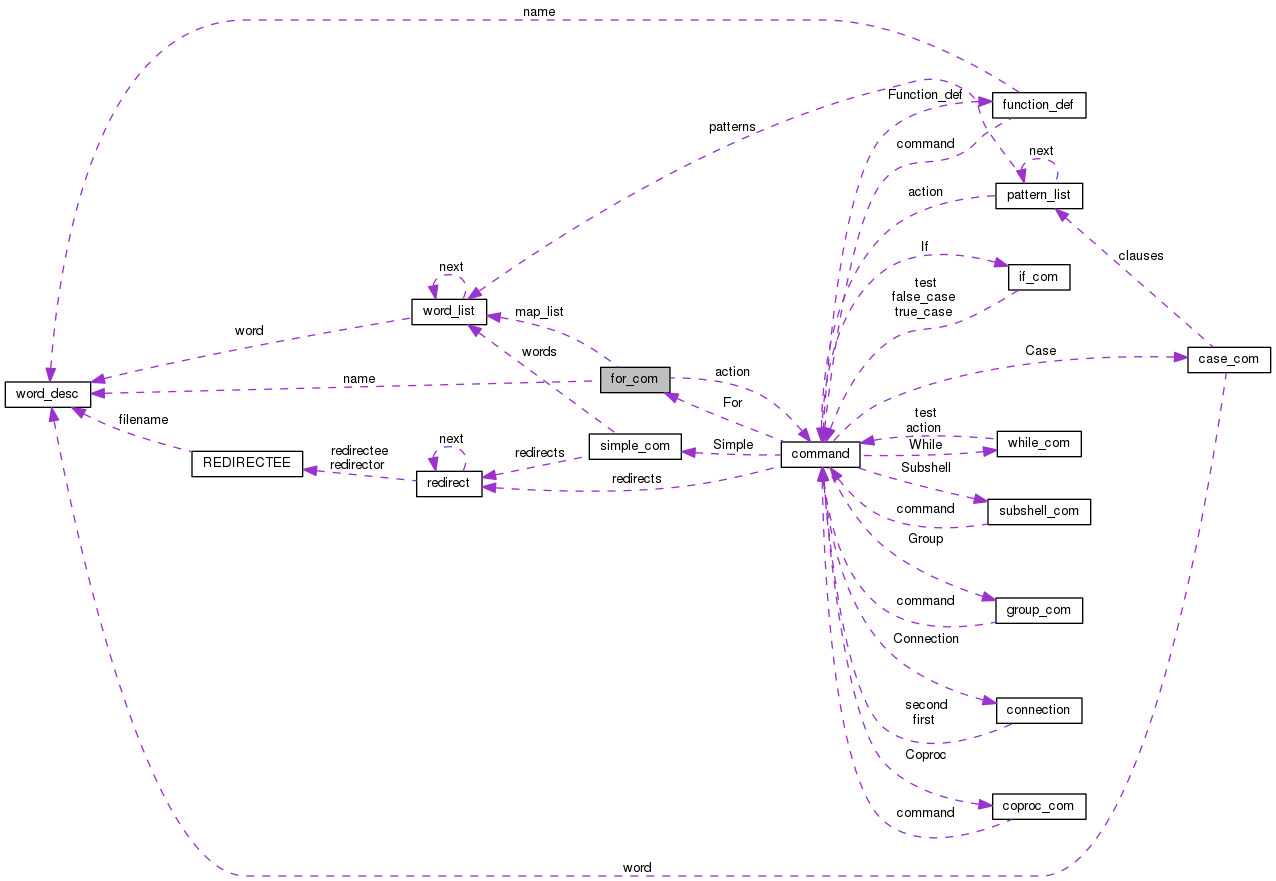 name
Function_def
function_def
patterns
command
next
action
pattern_list
If
clauses
next
test
false_case
true_case
if_com
word_list
map_list
word
words
Case
case_com
name
for_com
action
word_desc
For
filename
test
action
redirectee
redirector
next
redirects
simple_com
Simple
command
While
while_com
REDIRECTEE
redirect
redirects
Subshell
subshell_com
command
Group
command
group_com
Connection
second
first
connection
Coproc
coproc_com
command
word